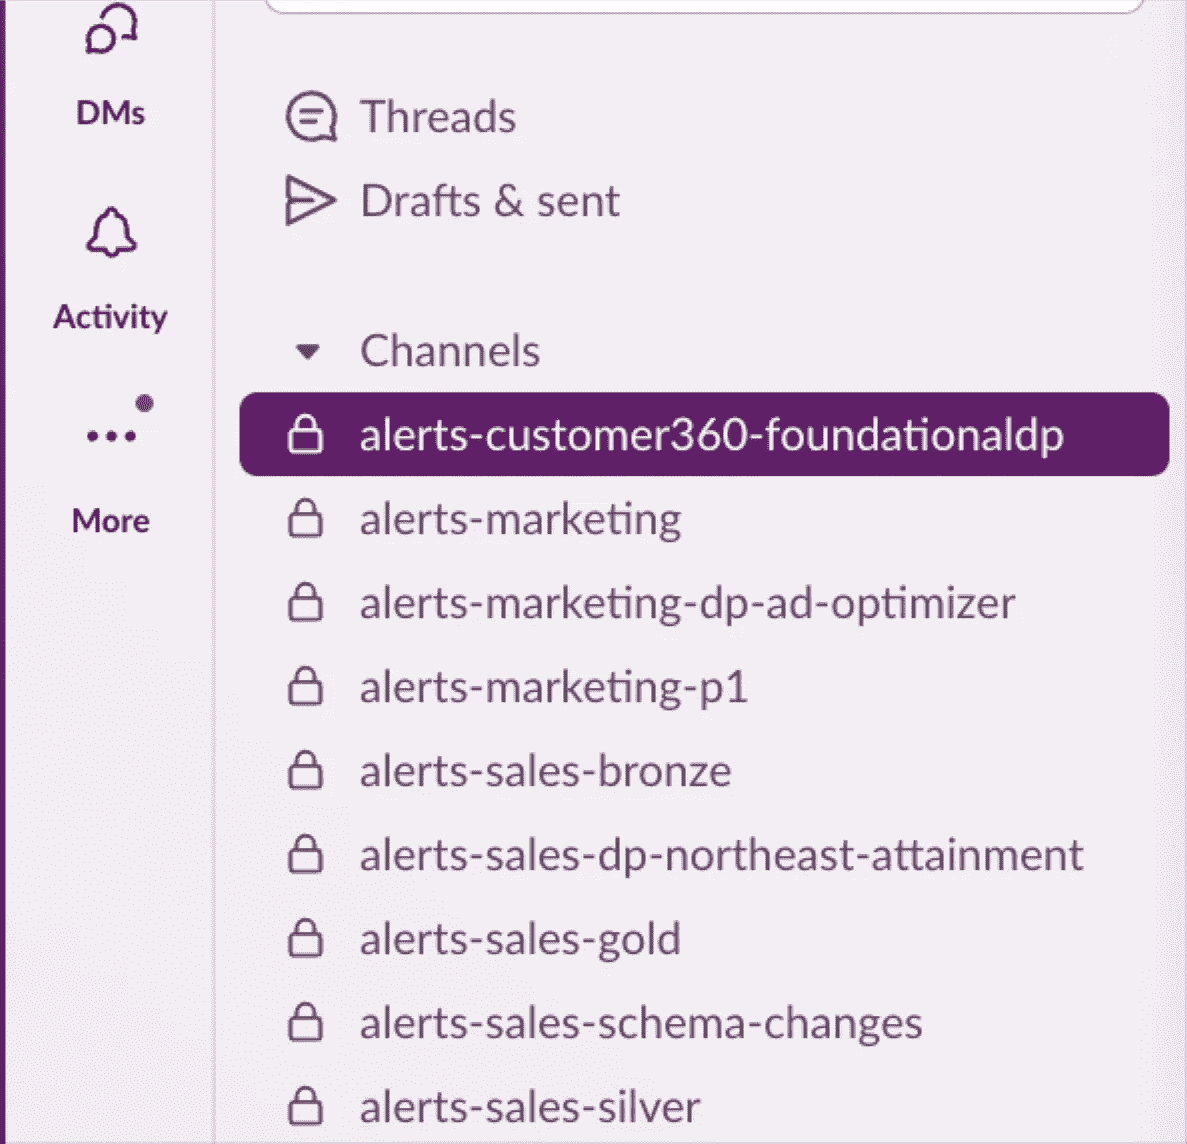 DMs
Activity
More
Threads
Drafts & sent
Channels
alerts-customer360-foundationaldp
alerts-marketing
alerts-marketing-dp-ad-optimizer
alerts-marketing-p1
alerts-sales-bronze
alerts-sales-dp-northeast-attainment
alerts-sales-gold
alerts-sales-schema-changes
alerts-sales-silver